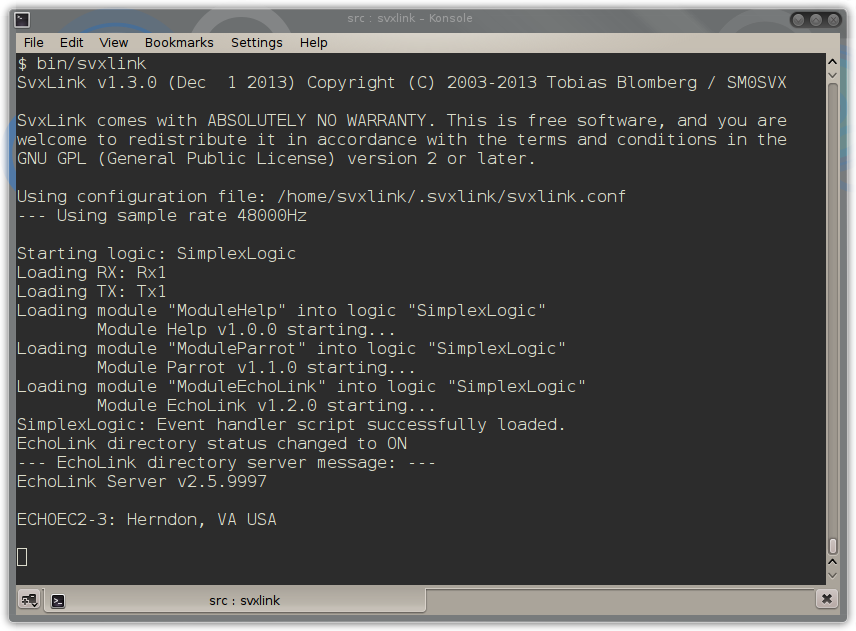 src : svxlink – Konsole
File Edit View Bookmarks Settings Help
$ bin/svxlink
SvxLink v1.3.0 (Dec  1 2013) Copyright (C) 2003-2013 Tobias Blomberg / SM0SVX
SvxLink comes with ABSOLUTELY NO WARRANTY. This is free software, and you are
welcome to redistribute it in accordance with the terms and conditions in the
GNU GPL (General Public License) version 2 or later.
Using configuration file: /home/svxlink/.svxlink/svxlink.conf
--- Using sample rate 48000Hz
Starting logic: SimplexLogic
Loading RX: Rx1
Loading TX: Tx1
Loading module "ModuleHelp" into logic "SimplexLogic"
        Module Help v1.0.0 starting...
Loading module "ModuleParrot" into logic "SimplexLogic"
        Module Parrot v1.1.0 starting...
Loading module "ModuleEchoLink" into logic "SimplexLogic"
        Module EchoLink v1.2.0 starting...
SimplexLogic: Event handler script successfully loaded.
EchoLink directory status changed to ON
--- EchoLink directory server message: ---
EchoLink Server v2.5.9997
ECHOEC2-3: Herndon, VA USA
src : svxlink